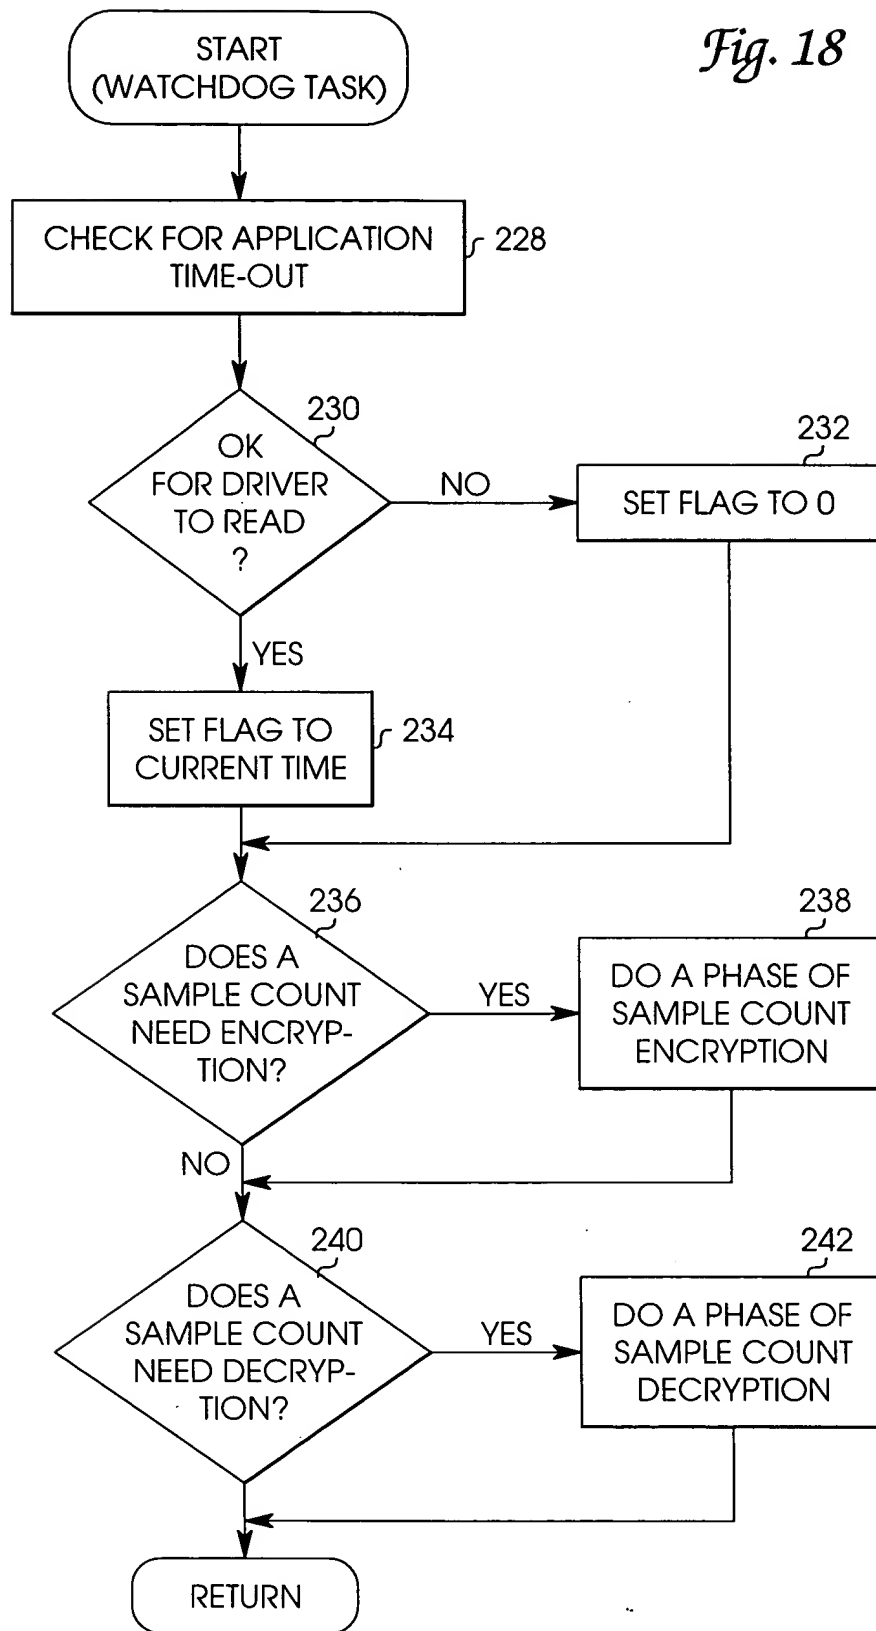 Fig. 18
START
(WATCHDOG TASK)
CHECK FOR APPLICATION
TIME-OUT
228
230
OK
FOR DRIVER
TO READ
?
NO
232
SET FLAG TO 0
YES
SET FLAG TO
CURRENT TIME
234
236
DOES A
SAMPLE COUNT
NEED ENCRYP-
TION?
YES
238
DO A PHASE OF
SAMPLE COUNT
ENCRYPTION
NO
240
DOES A
SAMPLE COUNT
NEED DECRYP-
TION?
YES
242
DO A PHASE OF
SAMPLE COUNT
DECRYPTION
RETURN